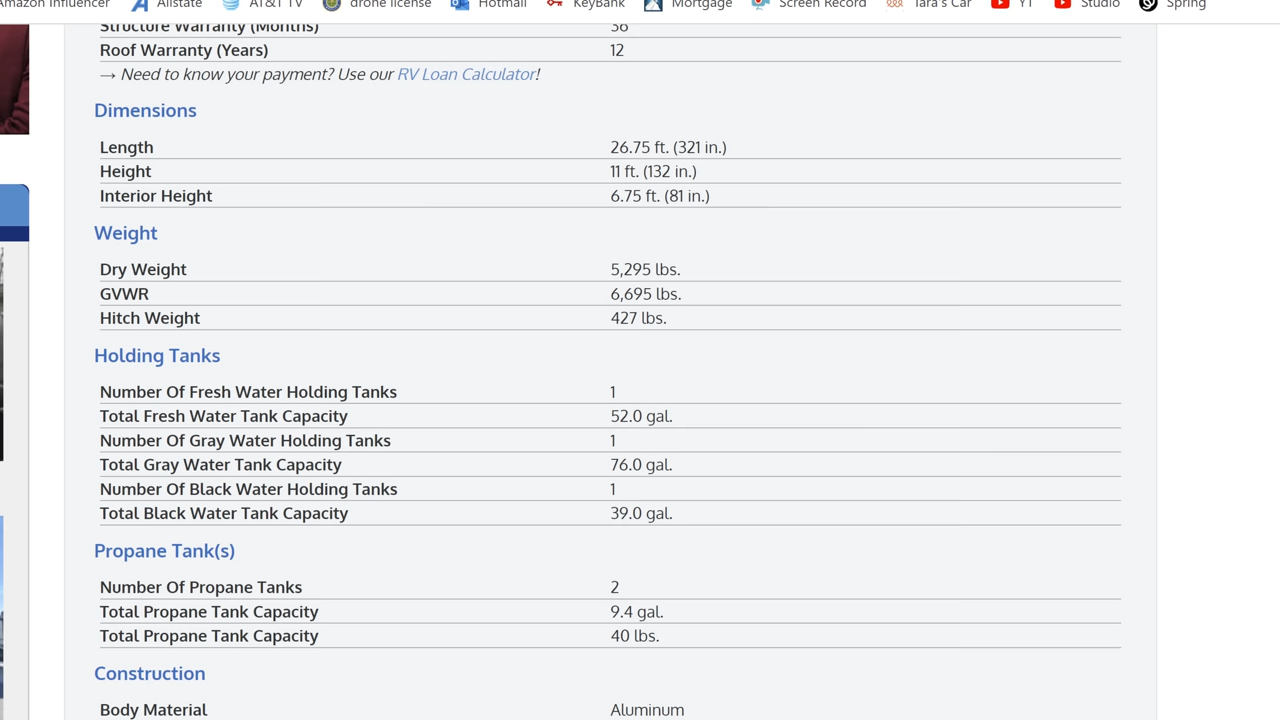 Amazon Influencer Allstate AT&T TV drone license Hotmail KeyBank Mortgage Screen Record Tara's Car YT Studio Spring
Structure Warranty (Months) 36
Roof Warranty (Years) 12
→ Need to know your payment? Use our RV Loan Calculator!
Dimensions
Length 26.75 ft. (321 in.)
Height 11 ft. (132 in.)
Interior Height 6.75 ft. (81 in.)
Weight
Dry Weight 5,295 lbs.
GVWR 6,695 lbs.
Hitch Weight 427 lbs.
Holding Tanks
Number Of Fresh Water Holding Tanks 1
Total Fresh Water Tank Capacity 52.0 gal.
Number Of Gray Water Holding Tanks 1
Total Gray Water Tank Capacity 76.0 gal.
Number Of Black Water Holding Tanks 1
Total Black Water Tank Capacity 39.0 gal.
Propane Tank(s)
Number Of Propane Tanks 2
Total Propane Tank Capacity 9.4 gal.
Total Propane Tank Capacity 40 lbs.
Construction
Body Material Aluminum